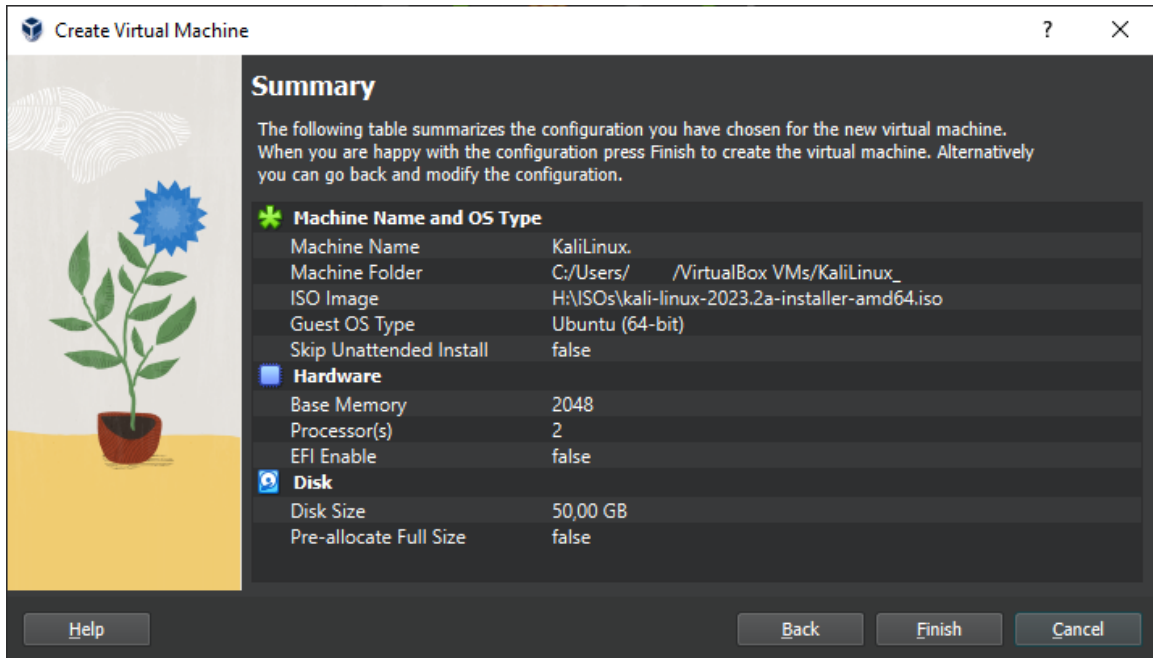 Create Virtual Machine
?
Summary
The following table summarizes the configuration you have chosen for the new virtual machine.
When you are happy with the configuration press Finish to create the virtual machine. Alternatively
you can go back and modify the configuration.
Machine Name and OS Type
Machine Name KaliLinux.
Machine Folder C:/Users/ /VirtualBox VMs/KaliLinux_
ISO Image H:\ISOs\kali-linux-2023.2a-installer-amd64.iso
Guest OS Type Ubuntu (64-bit)
Skip Unattended Install false
Hardware
Base Memory 2048
Processor(s) 2
EFI Enable false
Disk
Disk Size 50,00 GB
Pre-allocate Full Size false
Help Back Finish Cancel